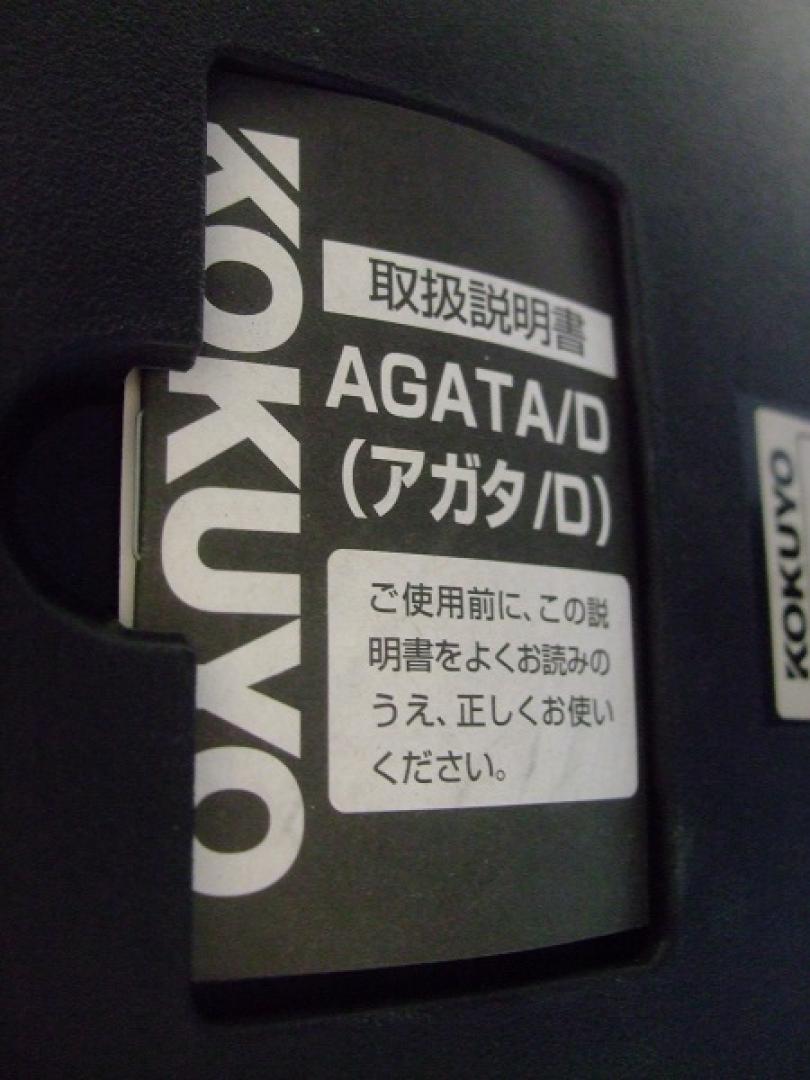 KOKUYO
取扱説明書
AGATA/D
(アガタ/D)
ご使用前に、この説
明書をよくお読みの
うえ、正しくお使い
ください。
KOKUYO